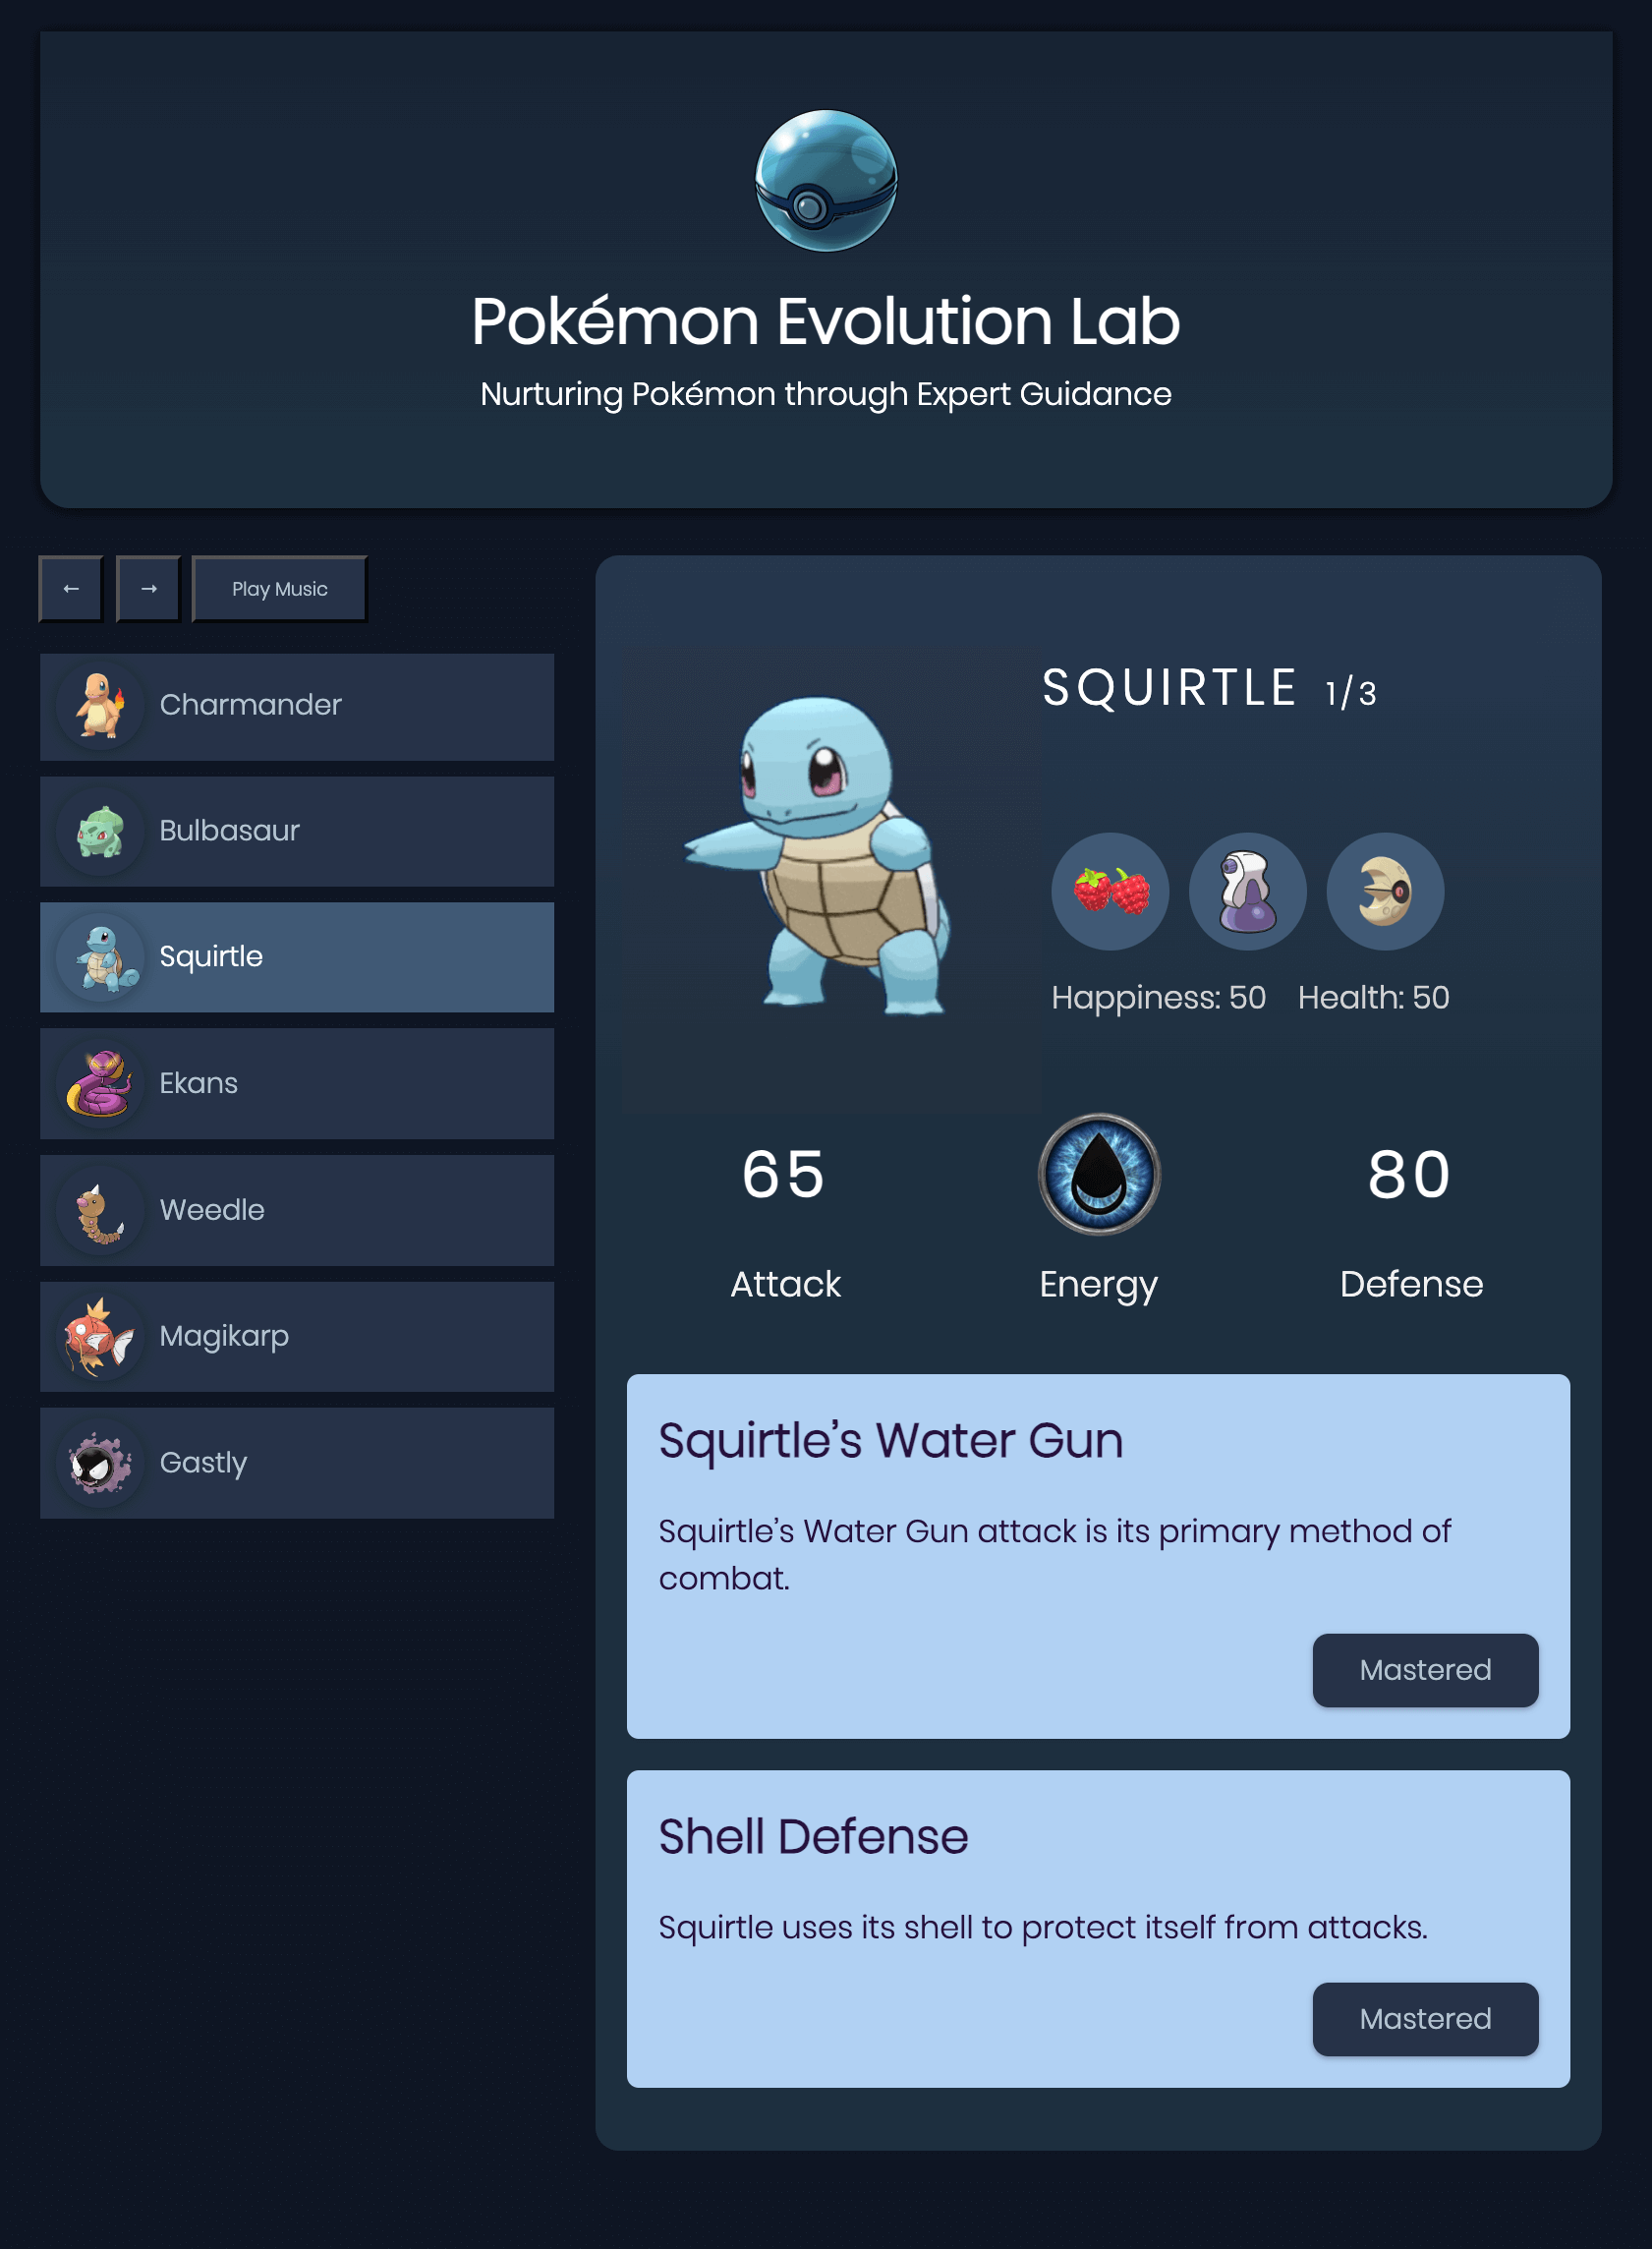 Pokémon Evolution Lab
Nurturing Pokémon through Expert Guidance
← → Play Music
Charmander
Bulbasaur
Squirtle
Ekans
Weedle
Magikarp
Gastly
SQUIRTLE 1/3
Happiness: 50 Health: 50
65 80
Attack Energy Defense
Squirtle’s Water Gun
Squirtle’s Water Gun attack is its primary method of
combat.
Mastered
Shell Defense
Squirtle uses its shell to protect itself from attacks.
Mastered